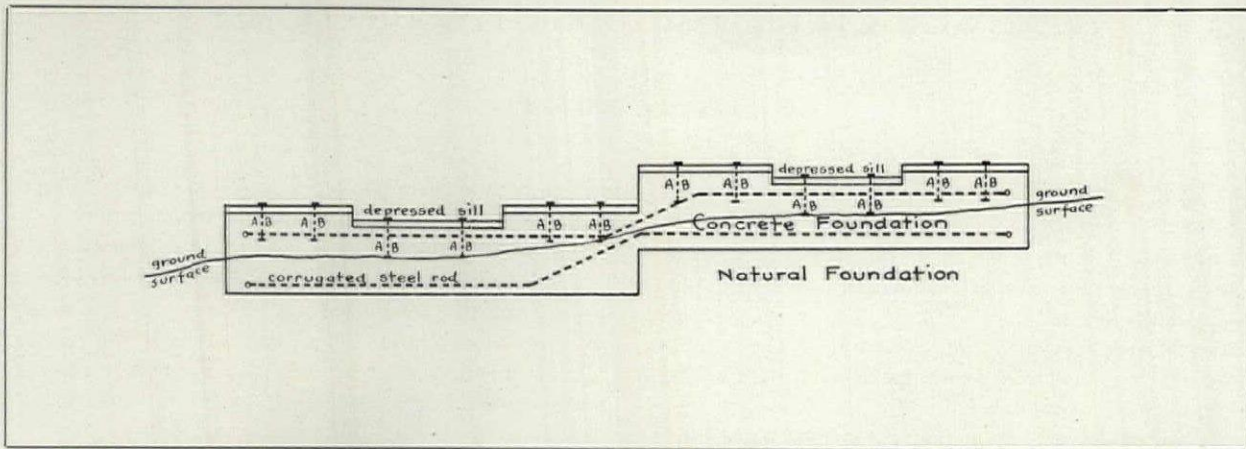 depressed sill
A B A B A B A B
ground
surface
A B A B
depressed sill
A B A B A B A B
A B A B
Concrete Foundation
ground
surface
corrugated steel rod
Natural Foundation